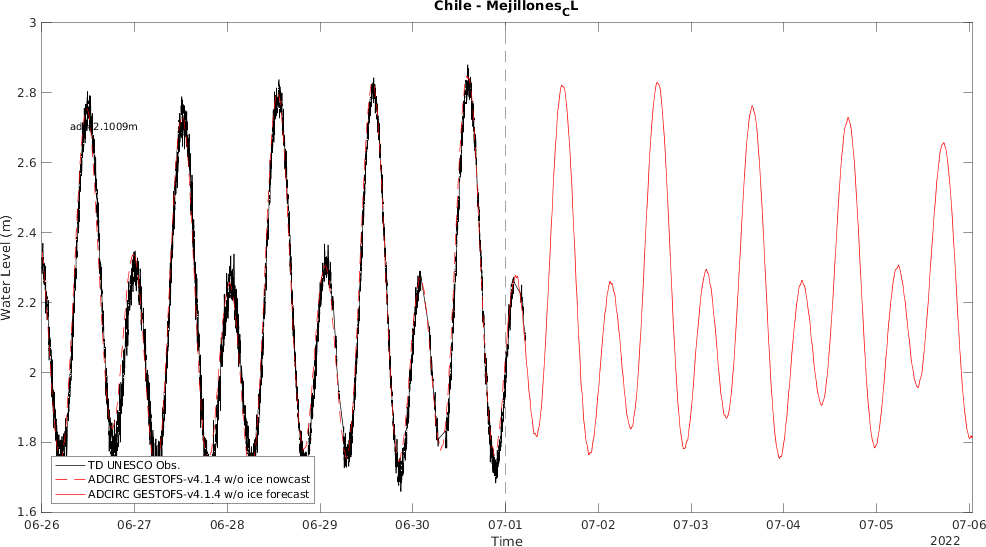 Chile - Mejillones_CL
3
2.8
2.6
2.4
2.2
2
1.8
1.6
Water Level (m)
TD UNESCO Obs.
ADCIRC GESTOFS-v4.1.4 w/o ice nowcast
ADCIRC GESTOFS-v4.1.4 w/o ice forecast
06-26 06-27 06-28 06-29 06-30 07-01 07-02 07-03 07-04 07-05 07-06
Time
2022